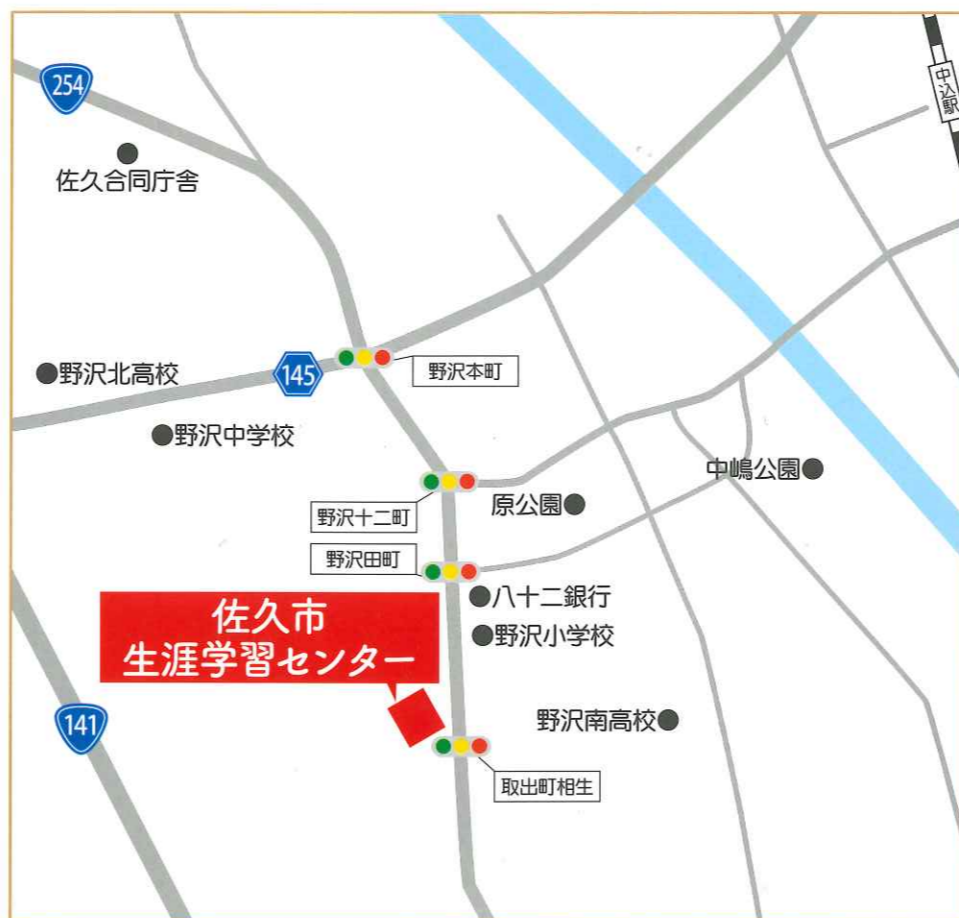 254
中込駅
佐久合同庁舎
野沢北高校
145
野沢本町
野沢中学校
中嶋公園
原公園
野沢十二町
野沢田町
八十二銀行
佐久市
生涯学習センター
野沢小学校
141
野沢南高校
取出町相生